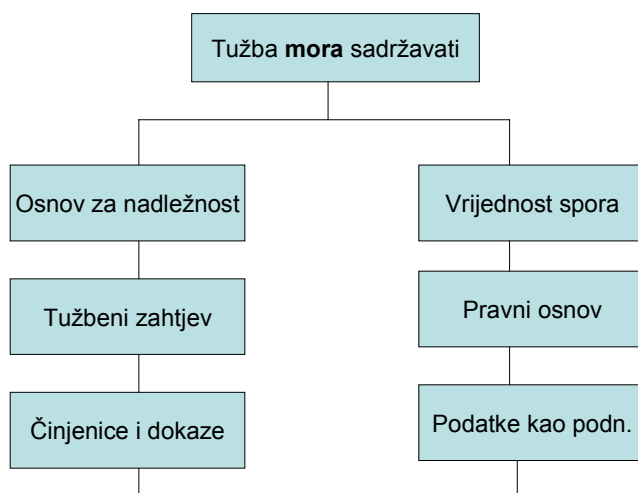 Tužba mora sadržavati
Osnov za nadležnost
Vrijednost spora
Tužbeni zahtjev
Pravni osnov
Činjenice i dokaze
Podatke kao podn.